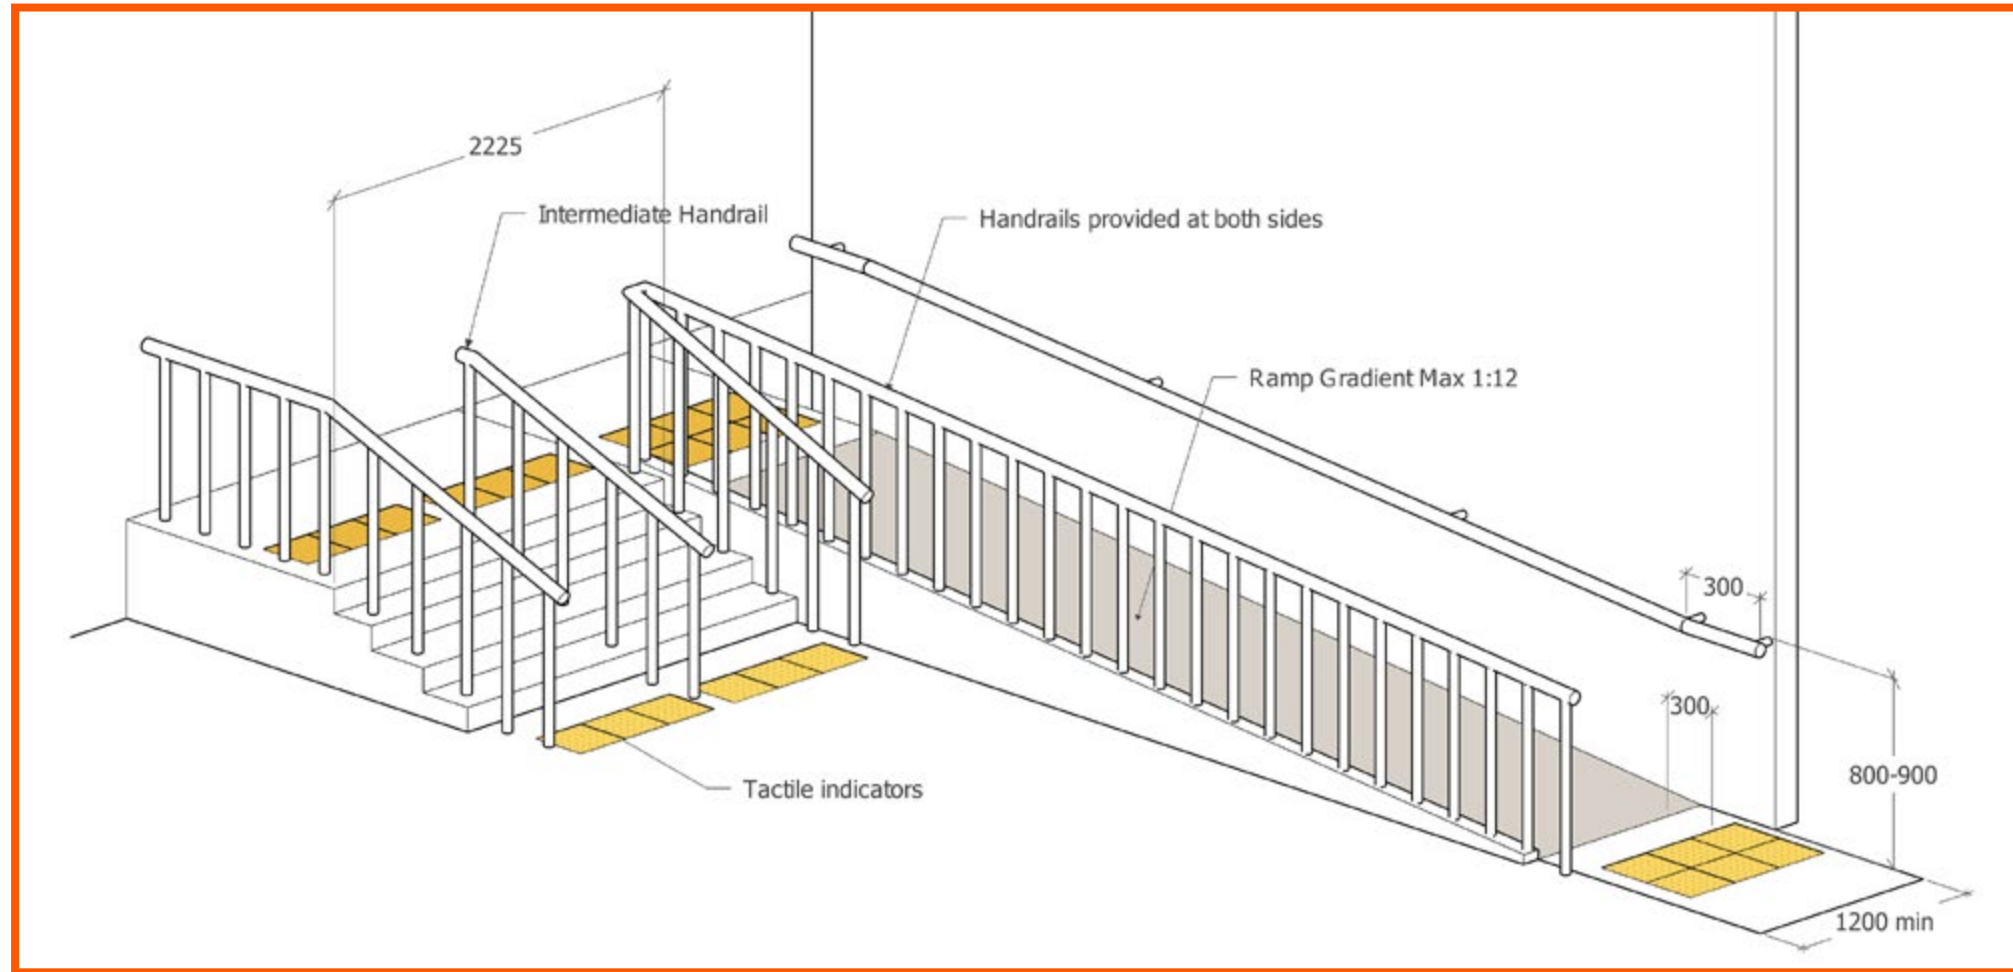 2225
Intermediate Handrail
Handrails provided at both sides
Ramp Gradient Max 1:12
300
300
800-900
Tactile indicators
1200 min